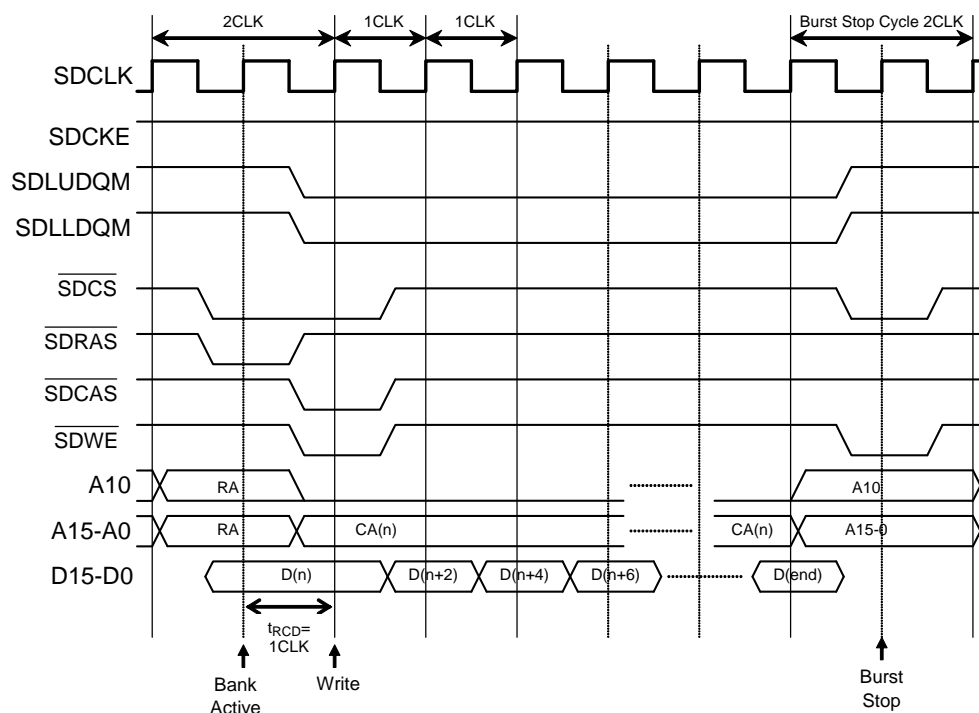 2CLK 1CLK 1CLK Burst Stop Cycle 2CLK
SDCLK
SDCKE
SDLUDQM
SDLLDQM
SDCS
SDRAS
SDCAS
SDWE
A10 RA A10
A15-A0 RA CA(n) CA(n) A15-0
D15-D0 D(n) D(n+2) D(n+4) D(n+6) D(end)
tRCD=
1CLK
Bank
Active
Write
Burst
Stop